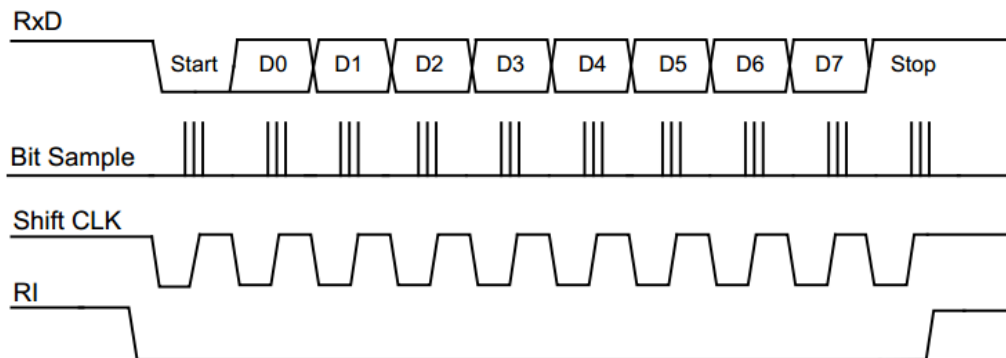 RxD
Start D0 D1 D2 D3 D4 D5 D6 D7 Stop
Bit Sample
Shift CLK
RI